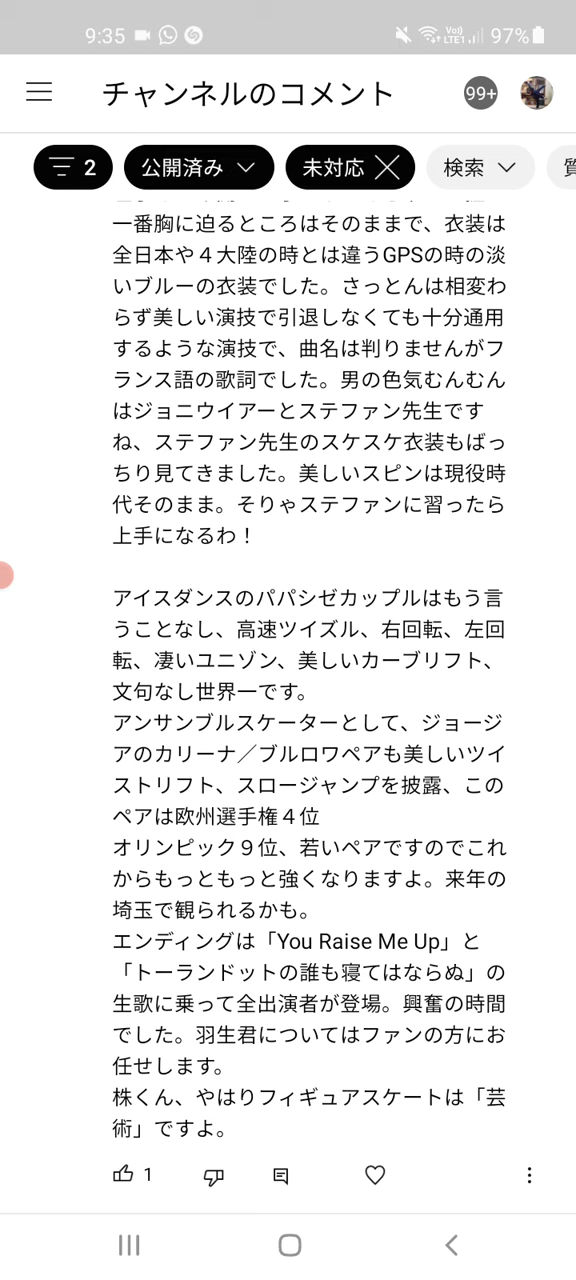 9:35
Vo)) LTE1 97%
チャンネルのコメント
99+
2 公開済み 未対応 検索
一番胸に迫るところはそのままで、衣装は
全日本や４大陸の時とは違うGPSの時の淡
いブルーの衣装でした。さっとんは相変わ
らず美しい演技で引退しなくても十分通用
するような演技で、曲名は判りませんがフ
ランス語の歌詞でした。男の色気むんむん
はジョニウイアーとステファン先生です
ね、ステファン先生のスケスケ衣装もばっ
ちり見てきました。美しいスピンは現役時
代そのまま。そりゃステファンに習ったら
上手になるわ！
アイスダンスのパパシゼカップルはもう言
うことなし、高速ツイズル、右回転、左回
転、凄いユニゾン、美しいカーブリフト、
文句なし世界一です。
アンサンブルスケーターとして、ジョージ
アのカリーナ／ブルロワペアも美しいツイ
ストリフト、スロージャンプを披露、この
ペアは欧州選手権４位
オリンピック９位、若いペアですのでこれ
からもっともっと強くなりますよ。来年の
埼玉で観られるかも。
エンディングは「You Raise Me Up」と
「トーランドットの誰も寝てはならぬ」の
生歌に乗って全出演者が登場。興奮の時間
でした。羽生君についてはファンの方にお
任せします。
株くん、やはりフィギュアスケートは「芸
術」ですよ。
1